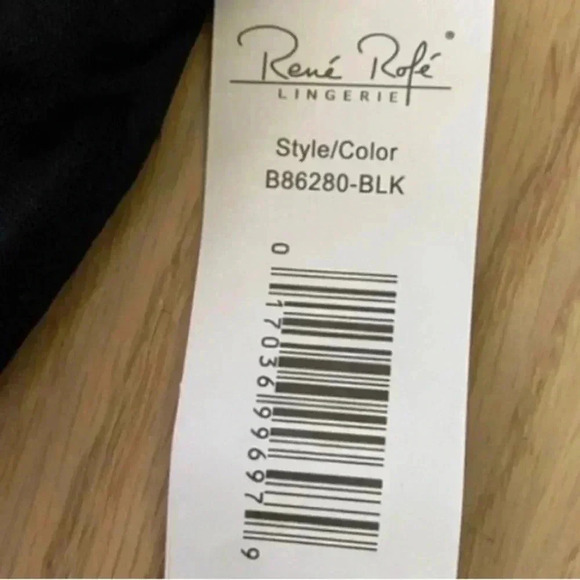 René Rofé®
LINGERIE
Style/Color
B86280-BLK
0 17036 99697 9